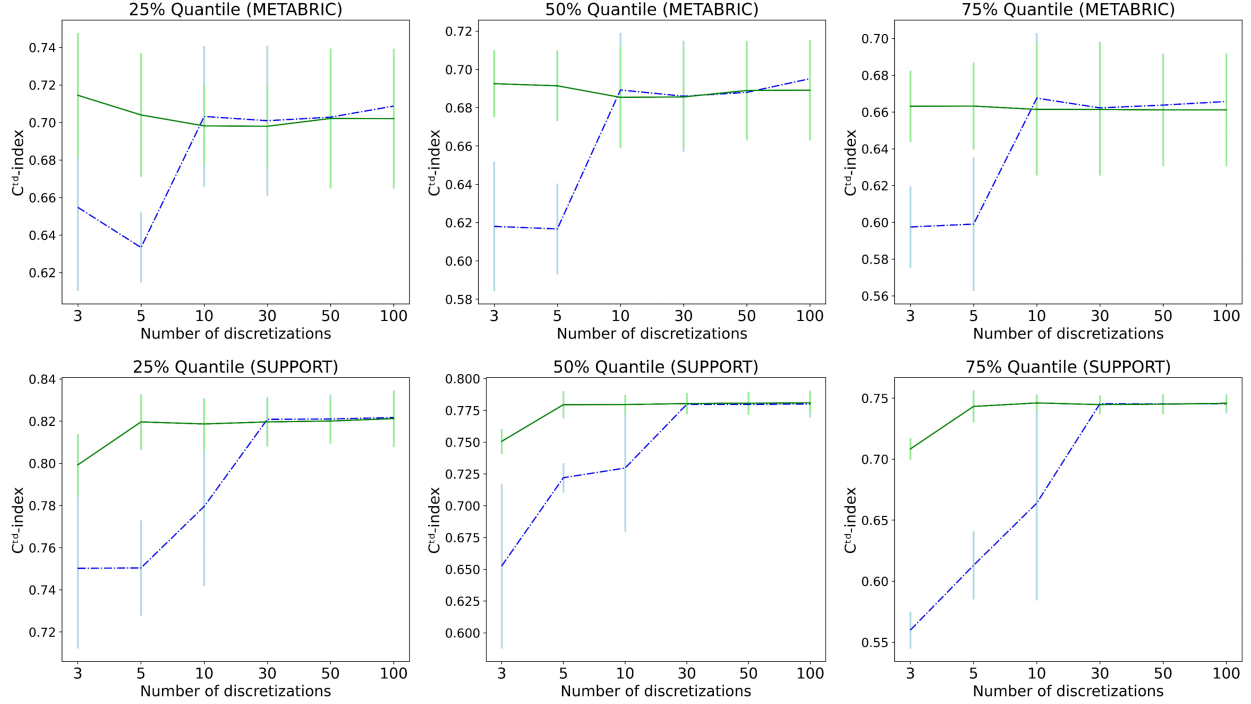 25% Quantile (METABRIC)
0.74
0.72
0.70
0.68
0.66
0.64
0.62
Cᵗᵈ-index
3 5 10 30 50 100
Number of discretizations
50% Quantile (METABRIC)
0.72
0.70
0.68
0.66
0.64
0.62
0.60
0.58
Cᵗᵈ-index
3 5 10 30 50 100
Number of discretizations
75% Quantile (METABRIC)
0.70
0.68
0.66
0.64
0.62
0.60
0.58
0.56
Cᵗᵈ-index
3 5 10 30 50 100
Number of discretizations
25% Quantile (SUPPORT)
0.84
0.82
0.80
0.78
0.76
0.74
0.72
Cᵗᵈ-index
3 5 10 30 50 100
Number of discretizations
50% Quantile (SUPPORT)
0.800
0.775
0.750
0.725
0.700
0.675
0.650
0.625
0.600
Cᵗᵈ-index
3 5 10 30 50 100
Number of discretizations
75% Quantile (SUPPORT)
0.75
0.70
0.65
0.60
0.55
Cᵗᵈ-index
3 5 10 30 50 100
Number of discretizations